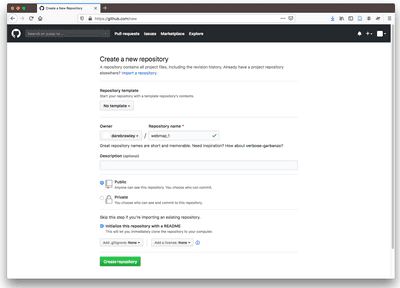 Create a New Repository
https://github.com/new
Search or jump to...
Pull requests Issues Marketplace Explore
Create a new repository
A repository contains all project files, including the revision history. Already have a project repository
elsewhere? Import a repository.
Repository template
Start your repository with a template repository's contents.
No template
Owner Repository name *
darebrawley / webmap_1
Great repository names are short and memorable. Need inspiration? How about verbose-garbanzo?
Description (optional)
Public
Anyone can see this repository. You choose who can commit.
Private
You choose who can see and commit to this repository.
Skip this step if you're importing an existing repository.
Initialize this repository with a README
This will let you immediately clone the repository to your computer.
Add .gitignore: None Add a license: None
Create repository